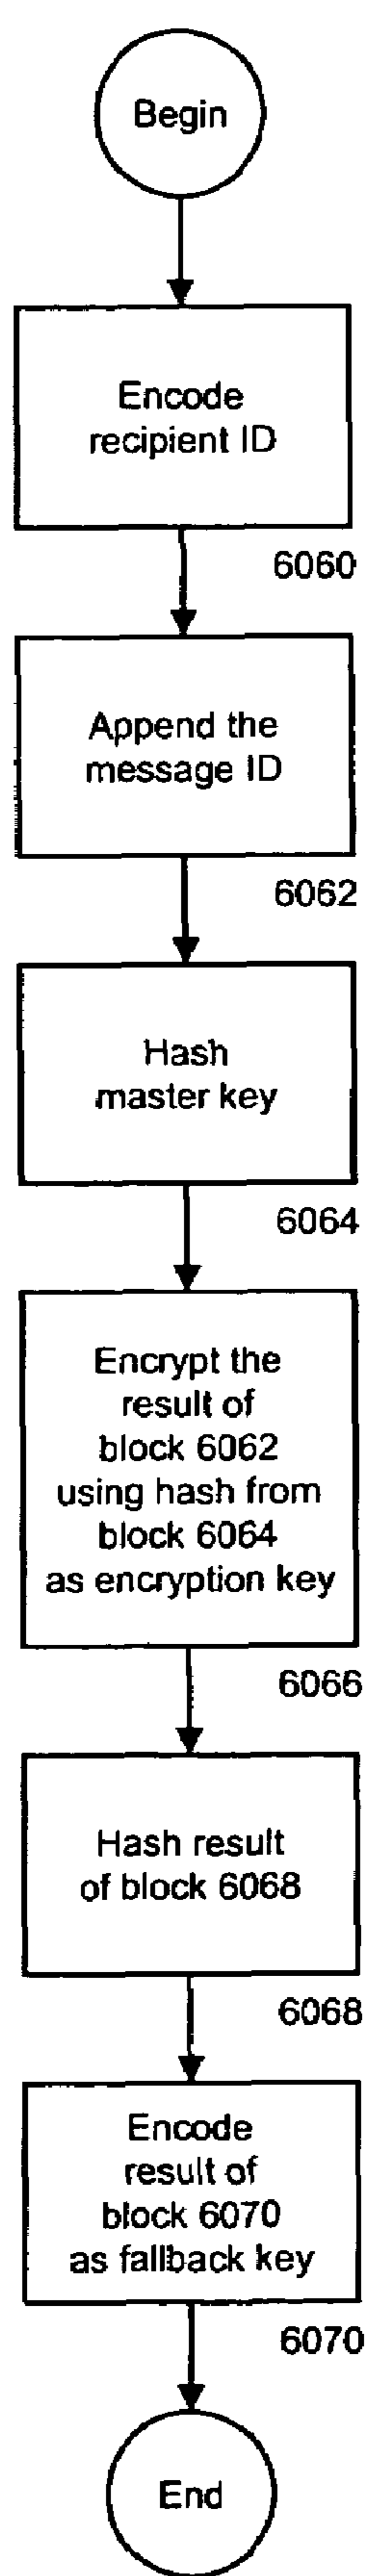 Begin
Encode
recipient ID
6060
Append the
message ID
6062
Hash
master key
6064
Encrypt the
result of
block 6062
using hash from
block 6064
as encryption key
6066
Hash result
of block 6068
6068
Encode
result of
block 6070
as fallback key
6070
End